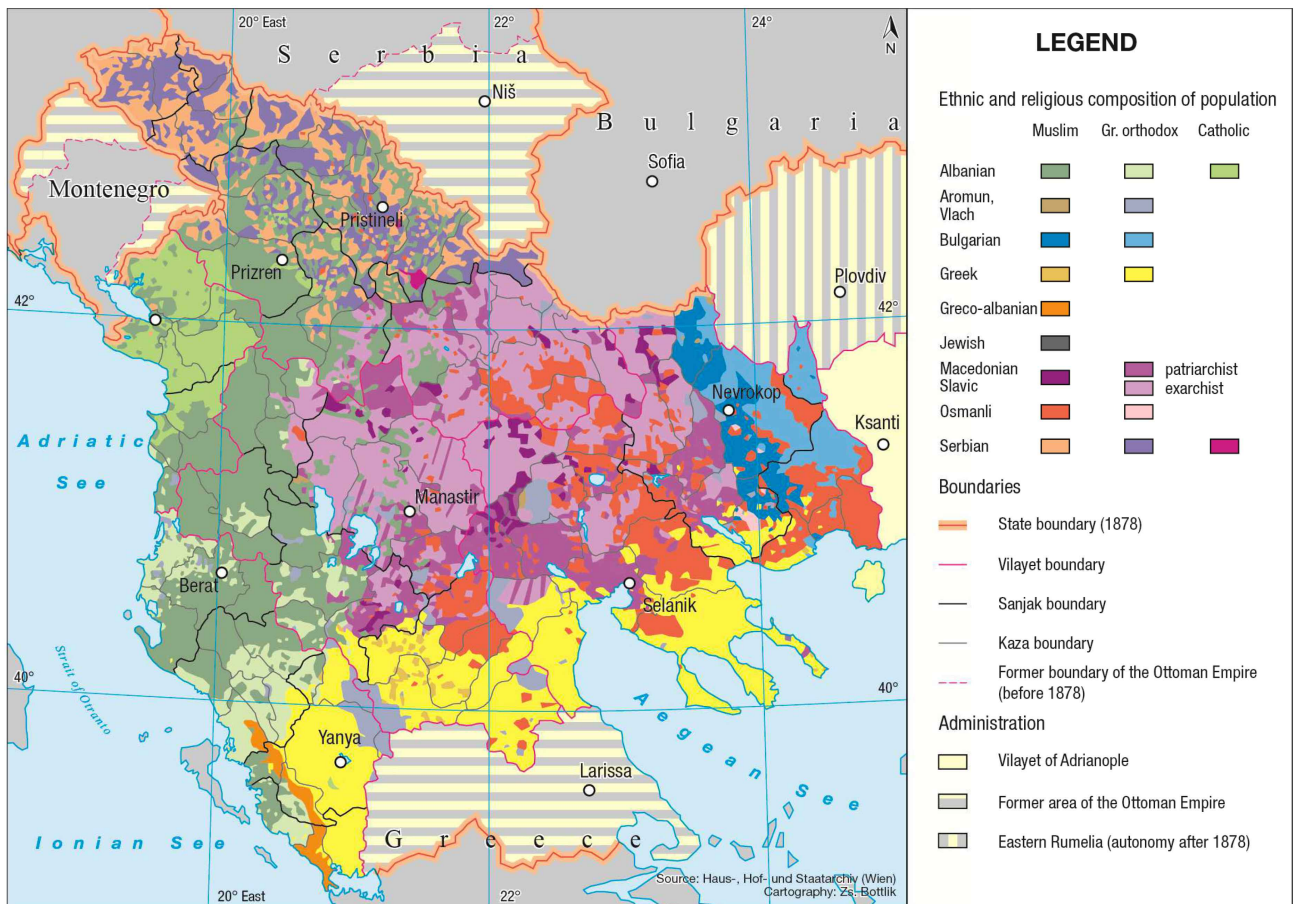 20° East
22°
24°
N
S e r b i a
Niš
B u l g a r i a
Sofia
Montenegro
Pristineli
Prizren
Plovdiv
42°
42°
Nevrokop
Ksanti
Adriatic
See
Manastir
Berat
Selanik
Strait of Otranto
40°
40°
Yanya
Aegean See
Larissa
Ionian See
G r e e c e
20° East
22°
Source: Haus-, Hof- und Staatarchiv (Wien)
Cartography: Zs. Bottlik
LEGEND
Ethnic and religious composition of population
Muslim Gr. orthodox Catholic
Albanian
Aromun,
Vlach
Bulgarian
Greek
Greco-albanian
Jewish
Macedonian
Slavic
patriarchist
exarchist
Osmanli
Serbian
Boundaries
State boundary (1878)
Vilayet boundary
Sanjak boundary
Kaza boundary
Former boundary of the Ottoman Empire
(before 1878)
Administration
Vilayet of Adrianople
Former area of the Ottoman Empire
Eastern Rumelia (autonomy after 1878)